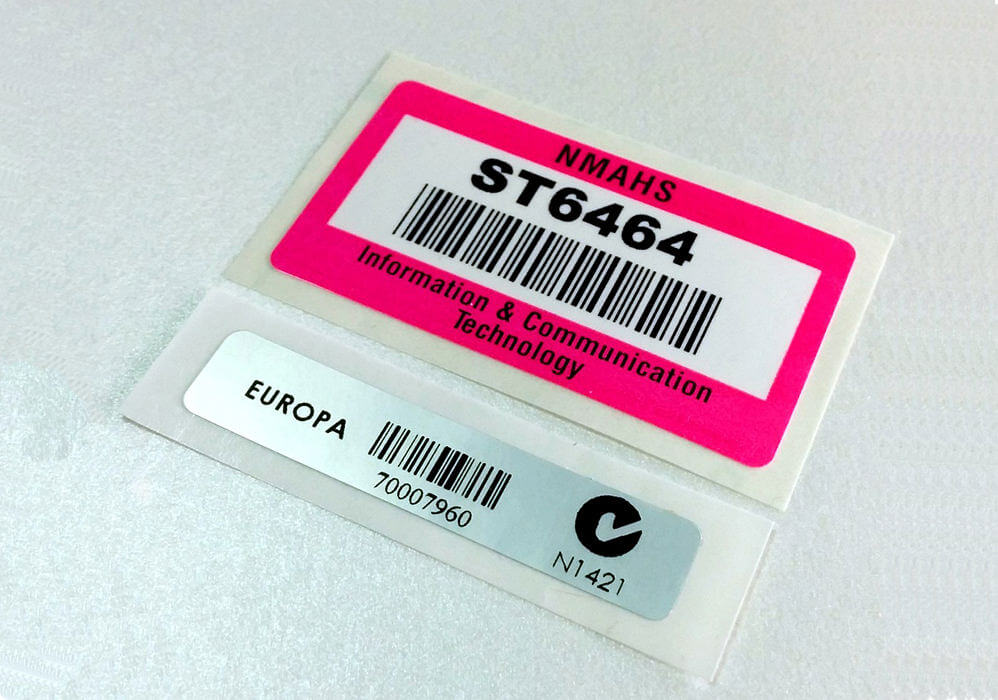 NMAHS
ST6464
Information & Communication
Technology
EUROPA
70007960
N1421